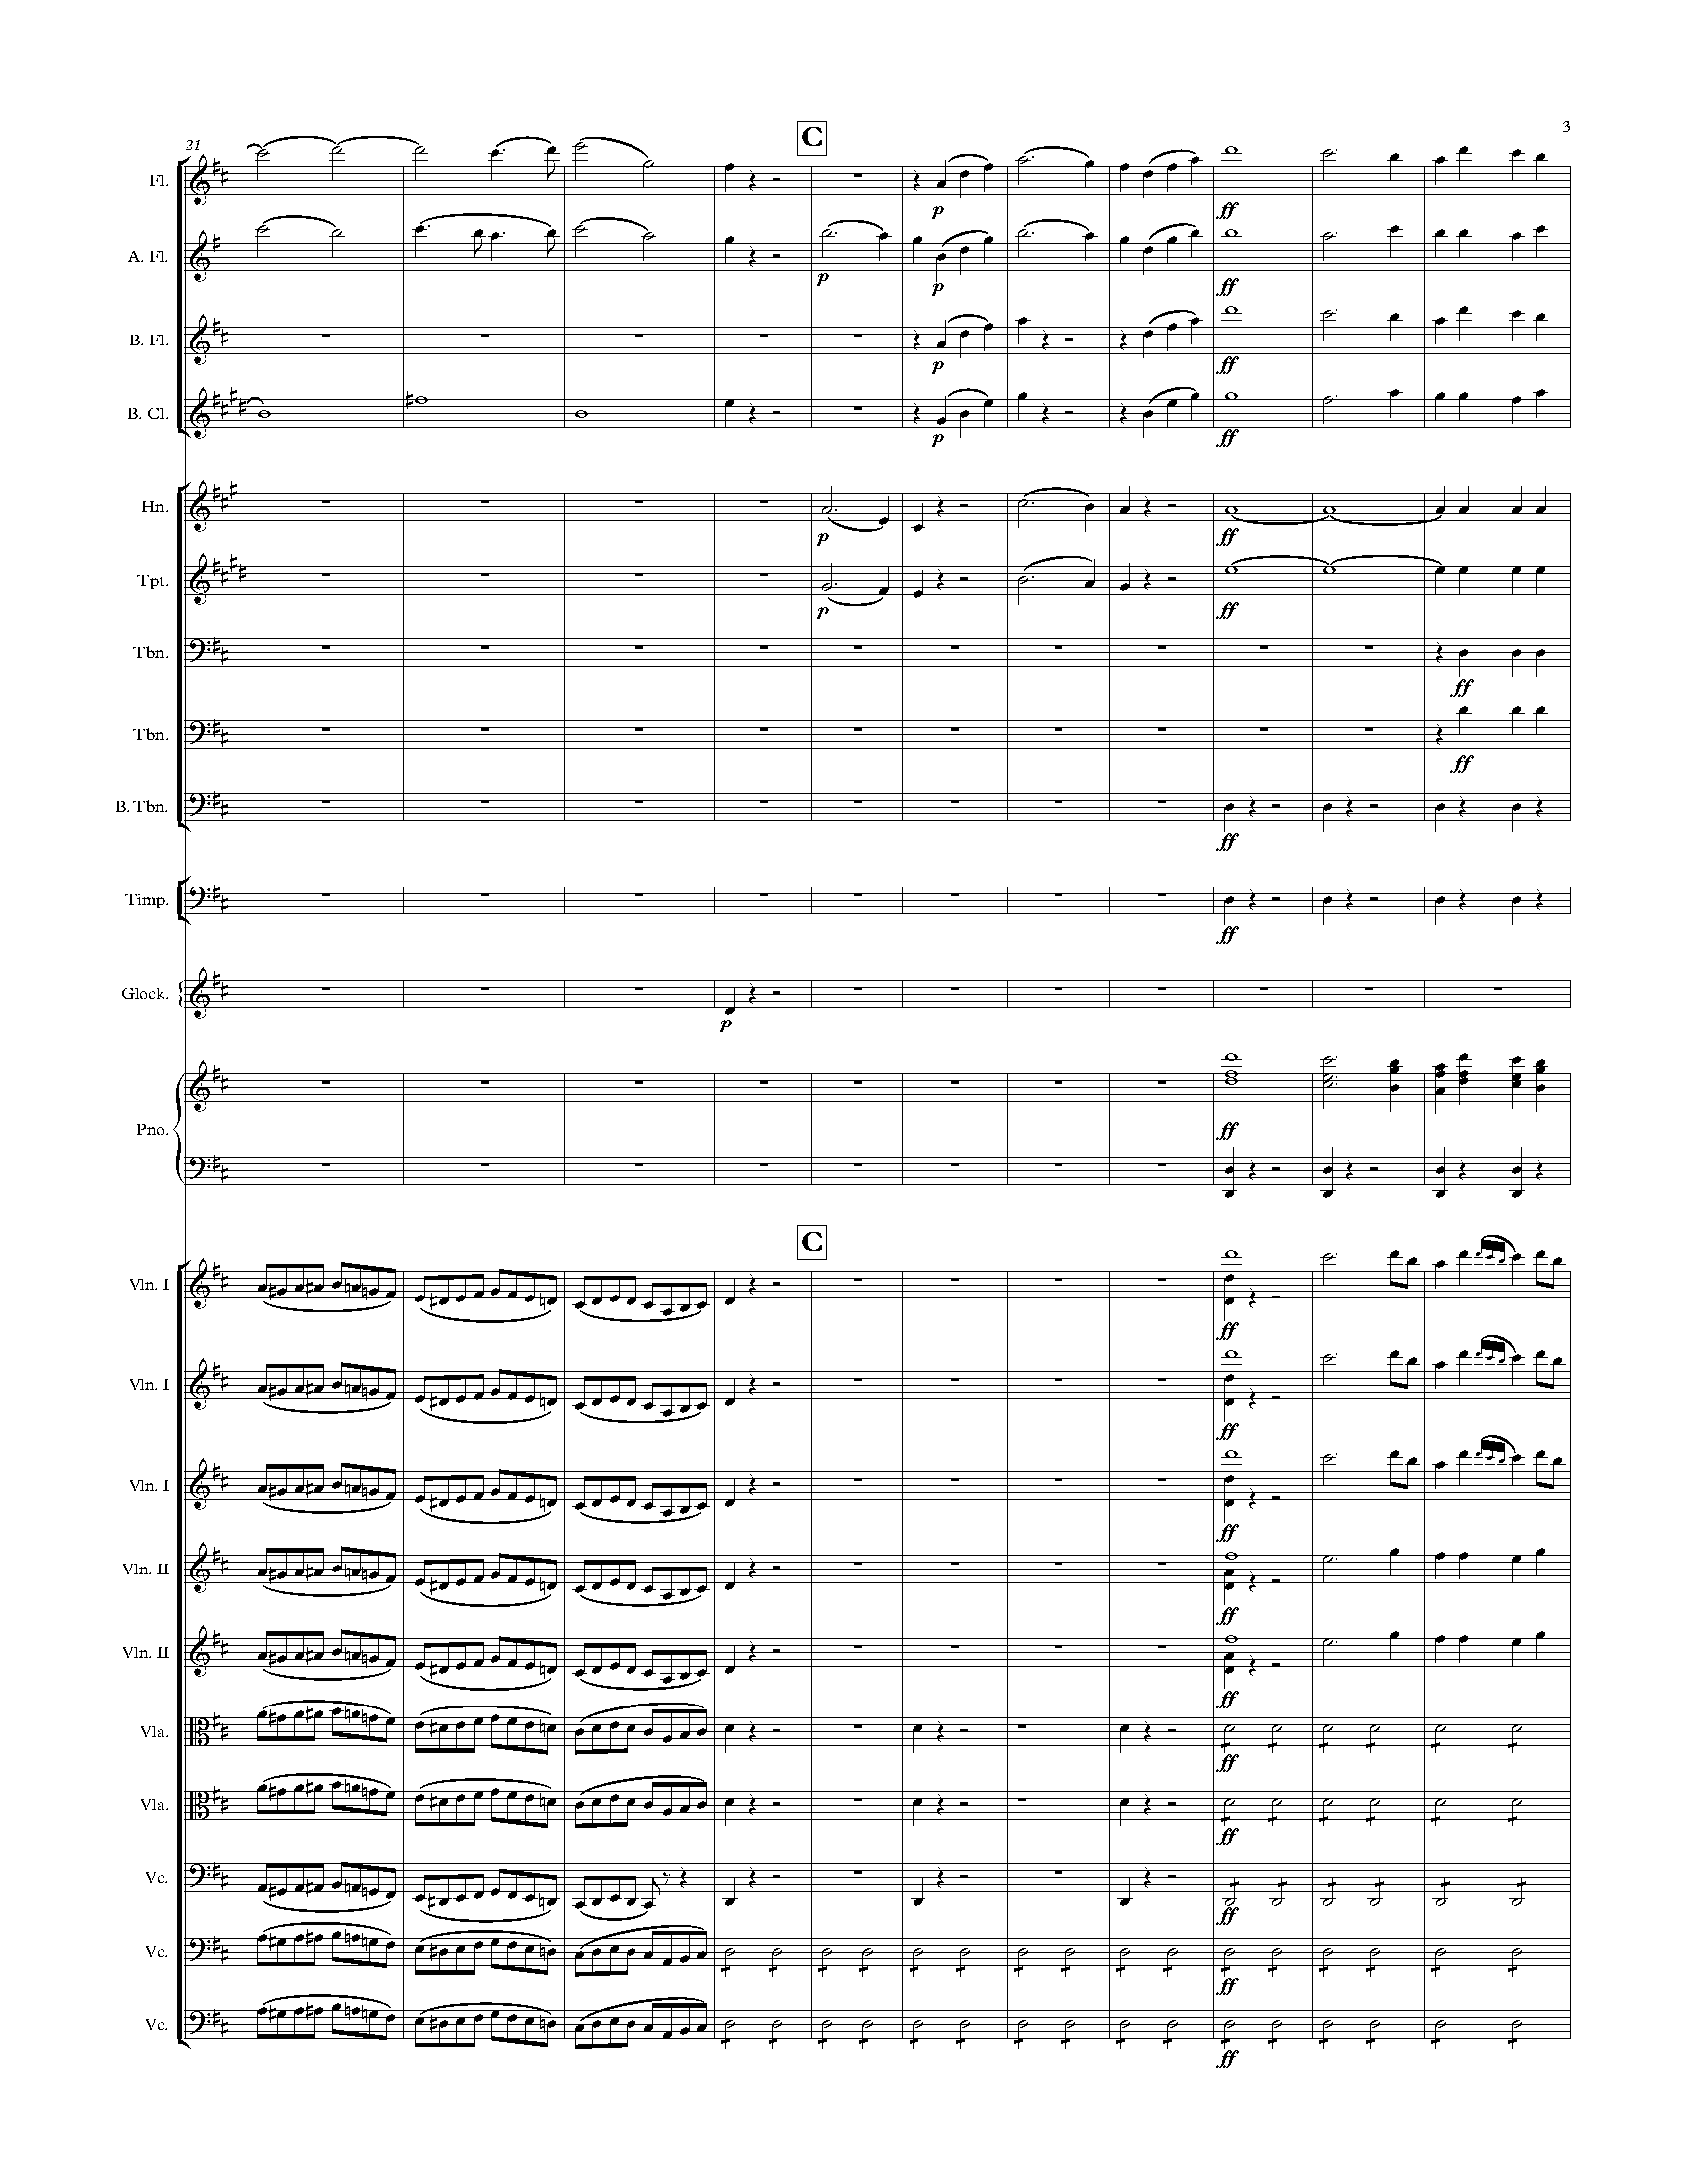 3
C
21
Fl.
p
ff
A. Fl.
p
p
ff
B. Fl.
p
ff
B. Cl.
p
ff
Hn.
p
ff
Tpt.
p
ff
Tbn.
ff
Tbn.
ff
B. Tbn.
ff
Timp.
ff
Glock.
p
Pno.
ff
C
Vln. I
ff
Vln. I
ff
Vln. I
ff
Vln. II
ff
Vln. II
ff
Vla.
ff
Vla.
ff
Vc.
ff
Vc.
ff
Vc.
ff